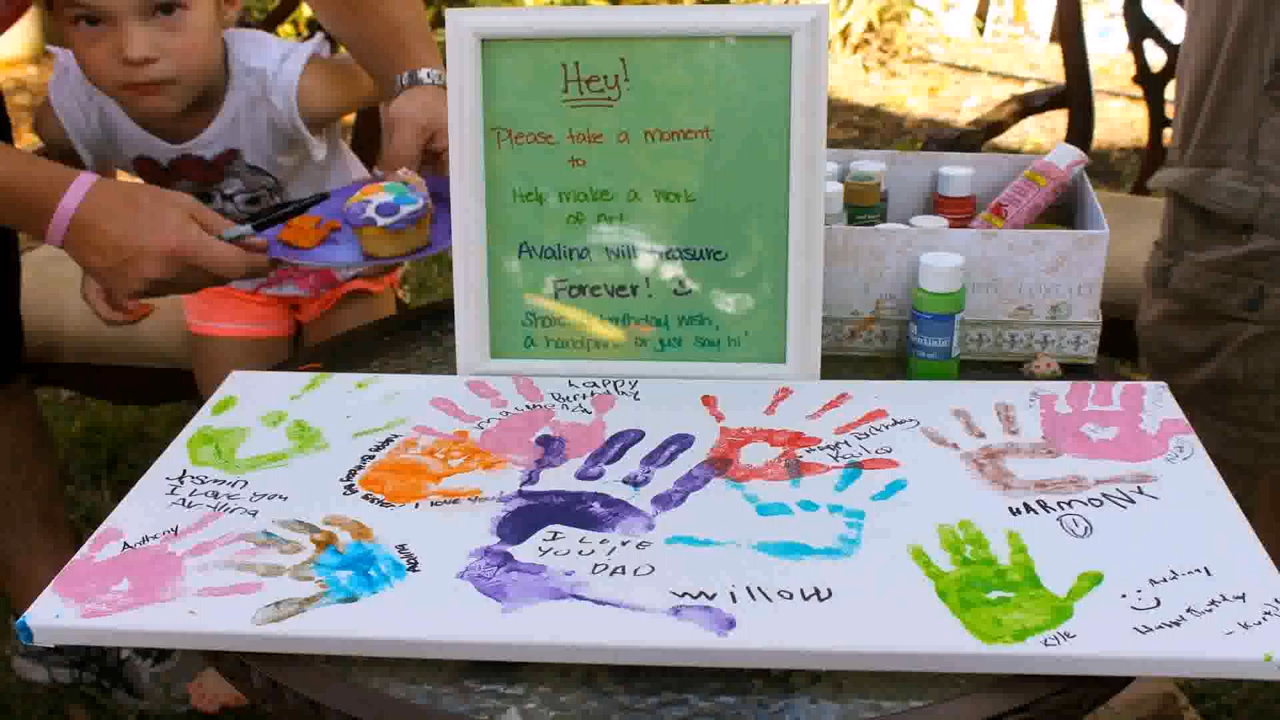 Hey!
Please take a moment
to
Help make a work
of Art
Avalina will treasure
Forever!
birthday wish,
a handprint or just say hi
happy
Birthday
Happy Birthday
Kaila
Jasmin
I Love you
Anthony
I love you
I LOVE
YOU!
DAD
willow
HARMONY
Kyle
Happy Birthday